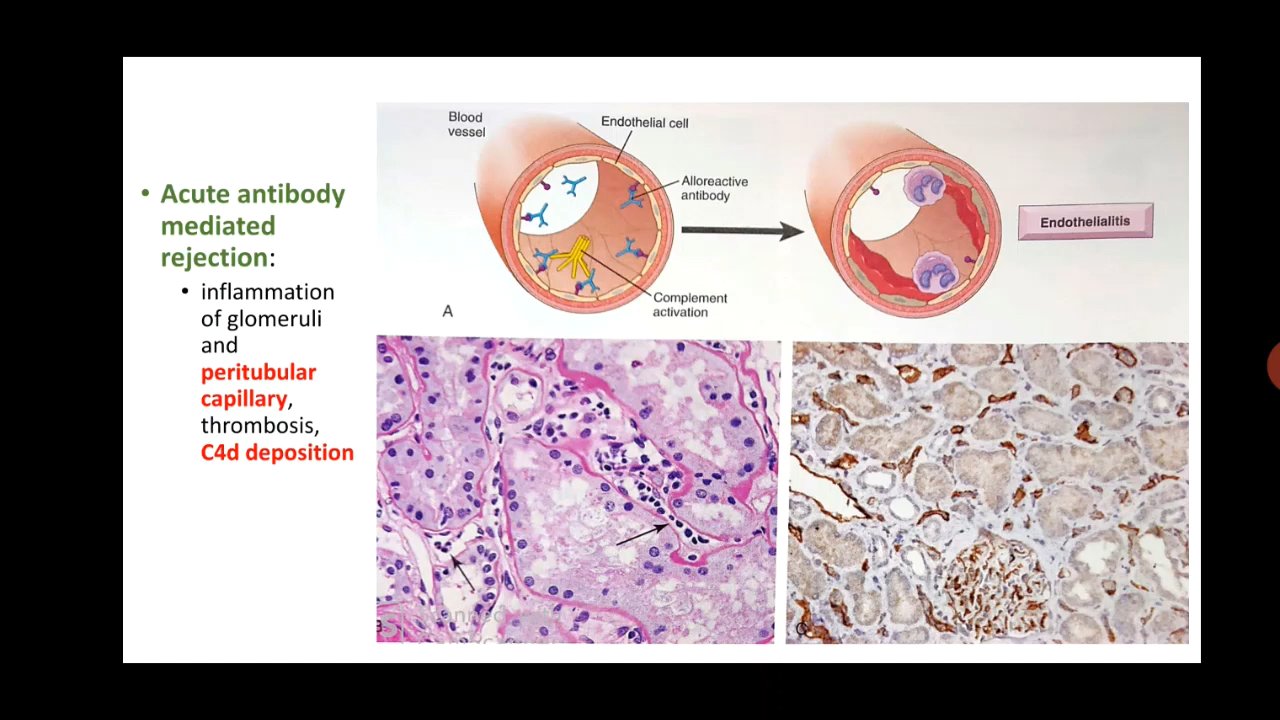 • Acute antibody
mediated
rejection:
• inflammation
of glomeruli
and
peritubular
capillary,
thrombosis,
C4d deposition
Blood
vessel
Endothelial cell
Alloreactive
antibody
Complement
activation
Endothelialitis
A
B
C